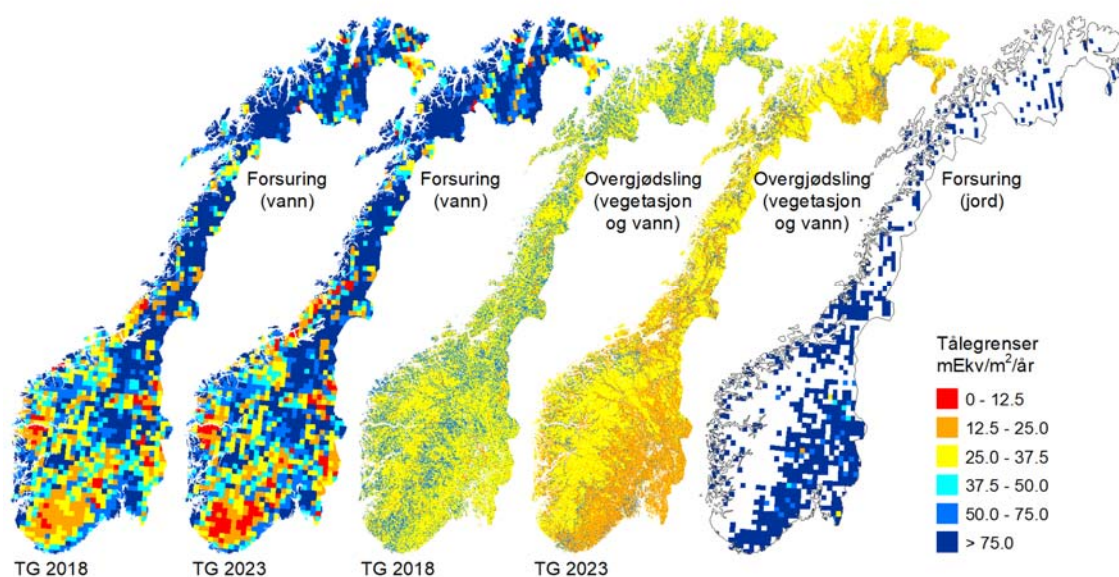 Forsuring
(vann)
Forsuring
(vann)
Overgjødsling
(vegetasjon
og vann)
Overgjødsling
(vegetasjon
og vann)
Forsuring
(jord)
Tålegrenser
mEkv/m²/år
0 - 12.5
12.5 - 25.0
25.0 - 37.5
37.5 - 50.0
50.0 - 75.0
> 75.0
TG 2018
TG 2023
TG 2018
TG 2023